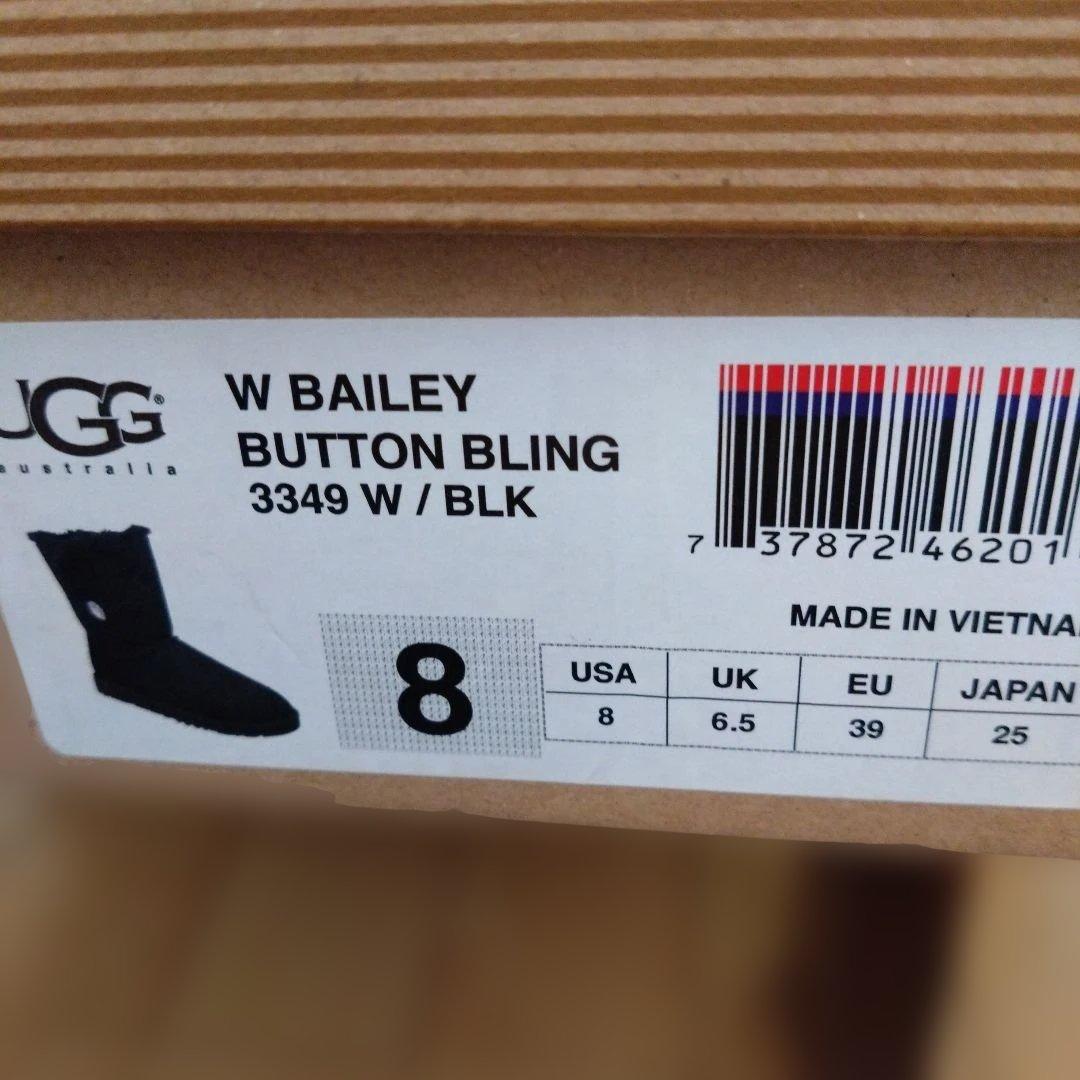 UGG®
australia
W BAILEY
BUTTON BLING
3349 W / BLK
7 37872 46201
MADE IN
8
USA UK EU JAPAN
8 6.5 39 25